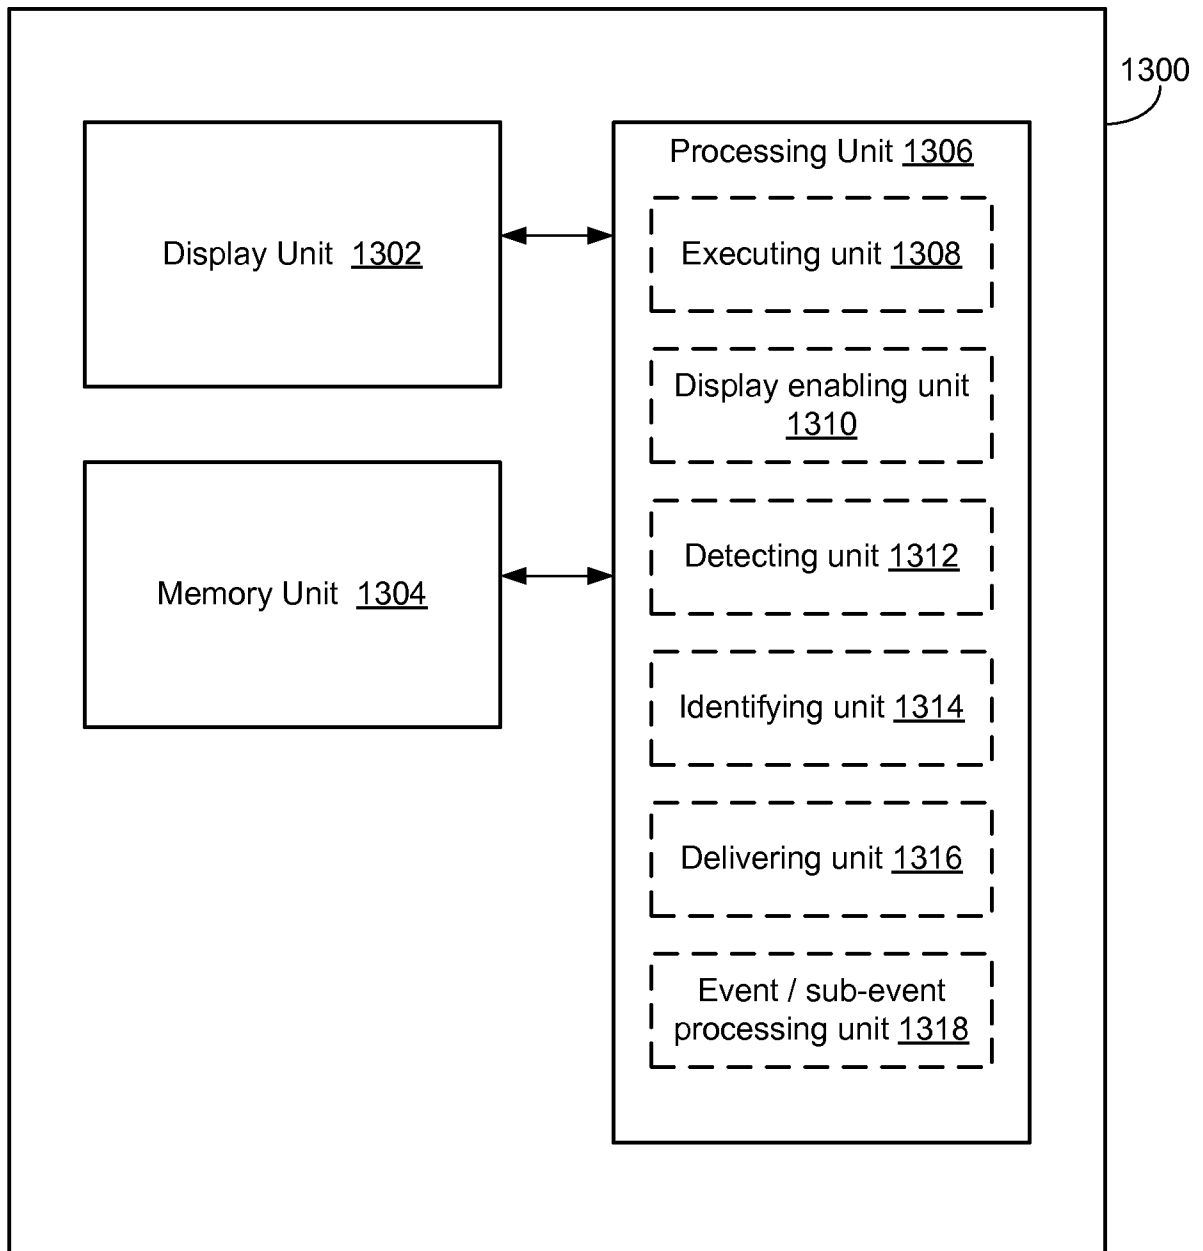 1300
Display Unit 1302
Memory Unit 1304
Processing Unit 1306
Executing unit 1308
Display enabling unit
1310
Detecting unit 1312
Identifying unit 1314
Delivering unit 1316
Event / sub-event
processing unit 1318